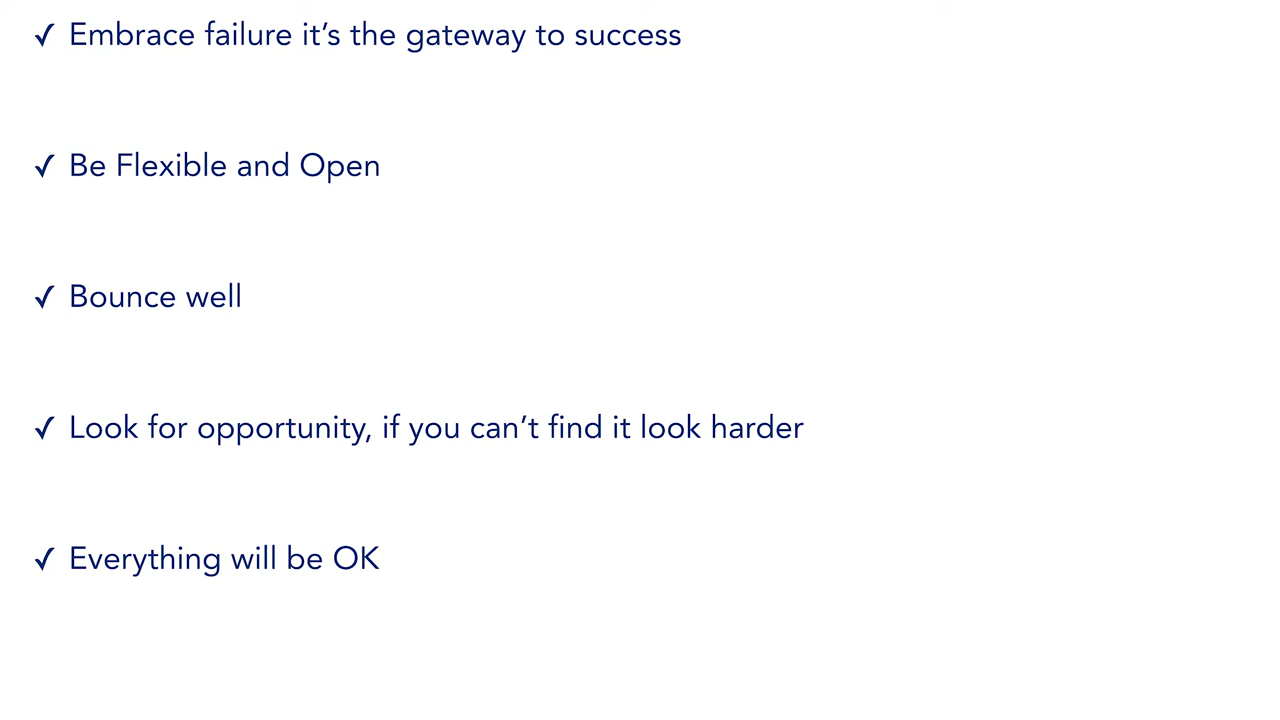 ✓ Embrace failure it’s the gateway to success
✓ Be Flexible and Open
✓ Bounce well
✓ Look for opportunity, if you can’t find it look harder
✓ Everything will be OK